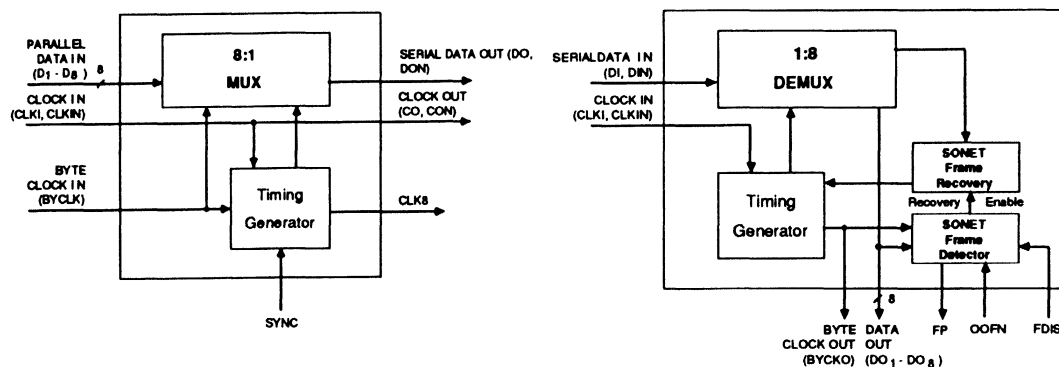 PARALLEL
DATA IN
(D1 - D8) 8
8:1
MUX
SERIAL DATA OUT (DO,
DON)
CLOCK IN
(CLKI, CLKIN)
CLOCK OUT
(CO, CON)
BYTE
CLOCK IN
(BYCLK)
Timing
Generator
CLK8
SYNC
SERIALDATA IN
(DI, DIN)
1:8
DEMUX
CLOCK IN
(CLKI, CLKIN)
SONET
Frame
Recovery
Timing
Generator
Recovery Enable
SONET
Frame
Detector
8
BYTE
CLOCK OUT
(BYCKO)
DATA
OUT
(DO1 - DO8)
FP
OOFN
FDIS